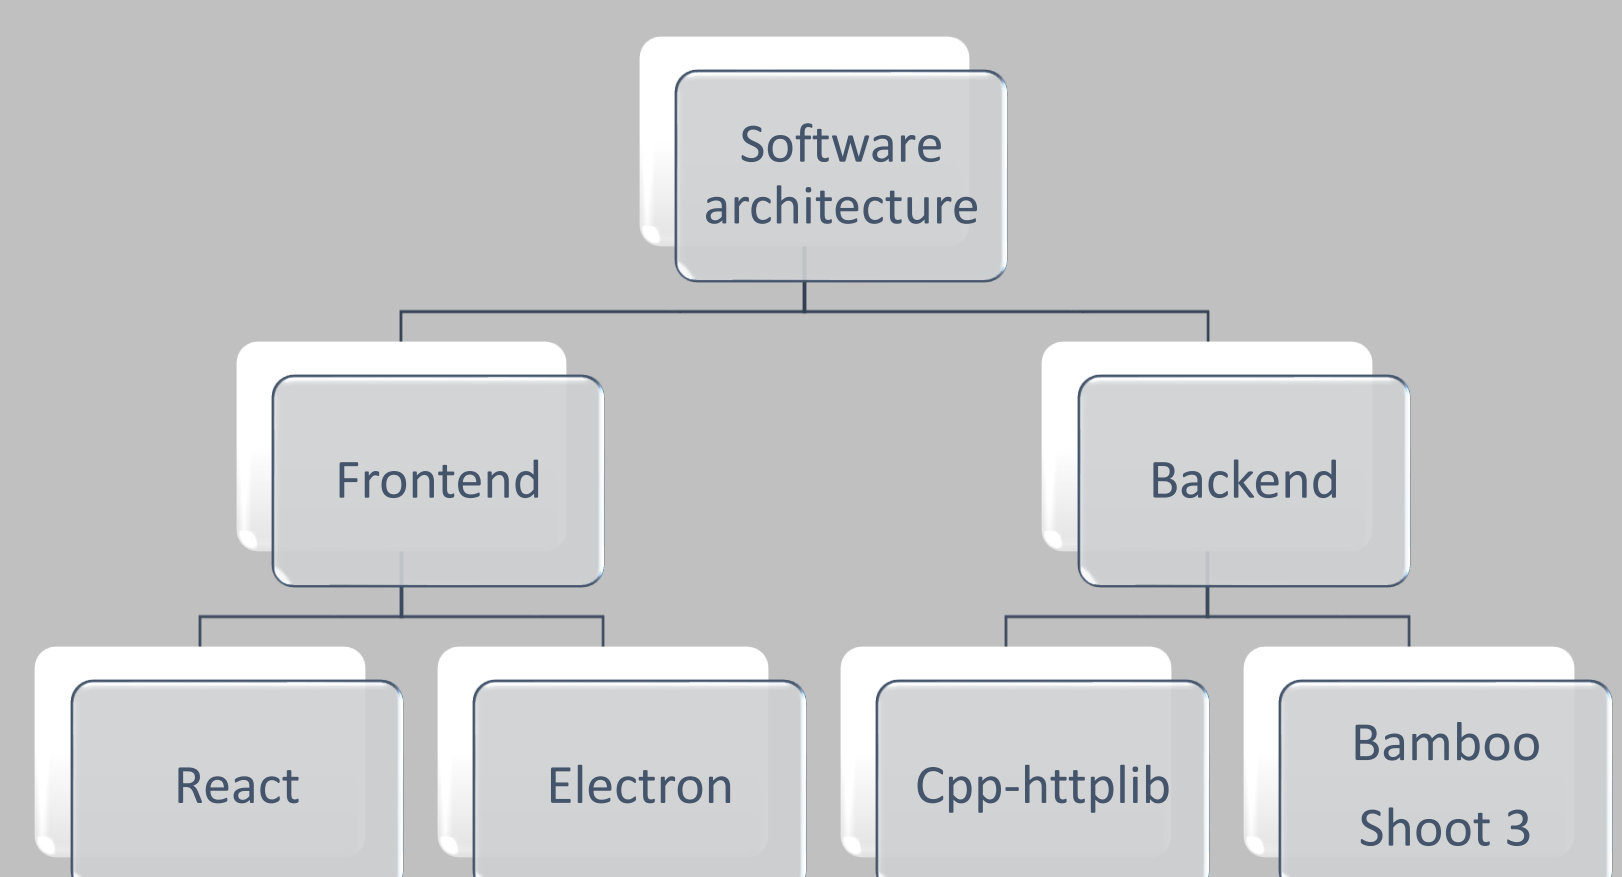 Software
architecture
Frontend
Backend
React
Electron
Cpp-httplib
Bamboo
Shoot 3